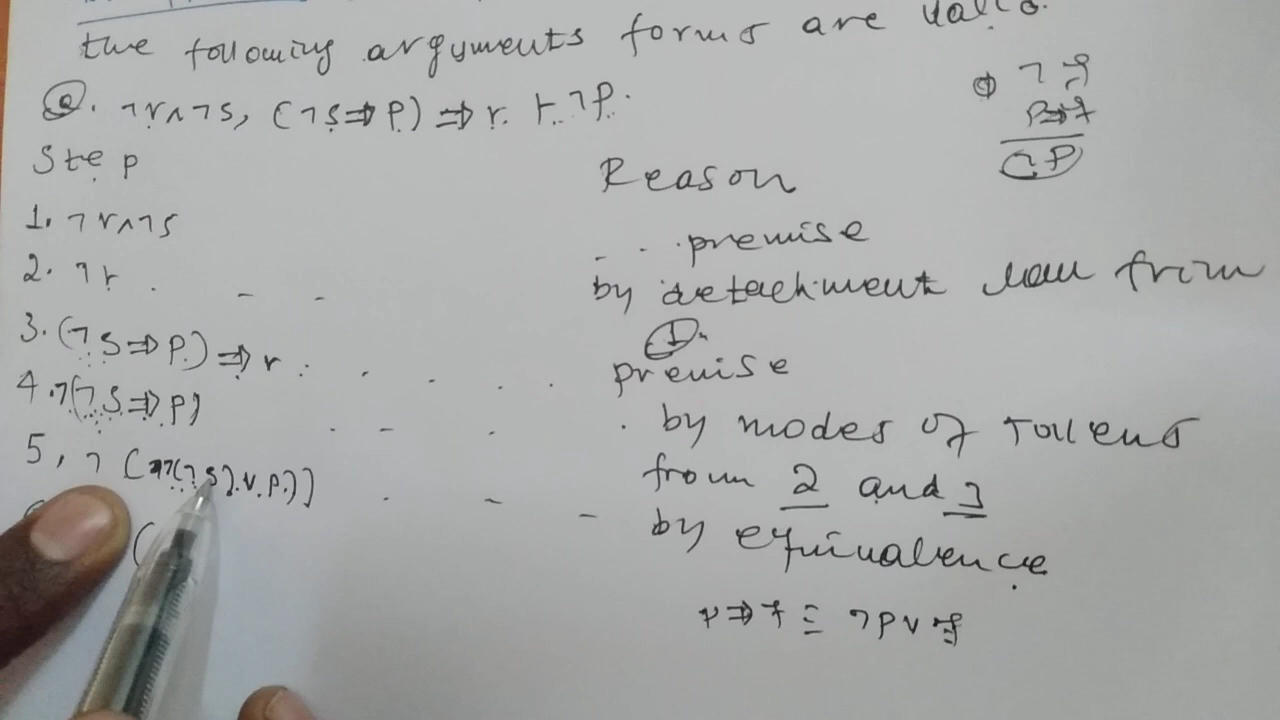 the following arguments forms are valid.
a. ¬r∧¬s, (¬s⇒p)⇒r. ⊢ ¬p.
¬q
p⇒q
¬p
Step Reason
1. ¬r∧¬s - - premise
2. ¬r . - - by detachment law from 1.
3. (¬s⇒p.)⇒r . . . . . premise
4. ¬(¬s⇒p) - - - . by modes of Tollens
from 2 and 3
5, ¬(¬(¬s).v.p.)] . - - by equivalence
p⇒q ≡ ¬p∨q